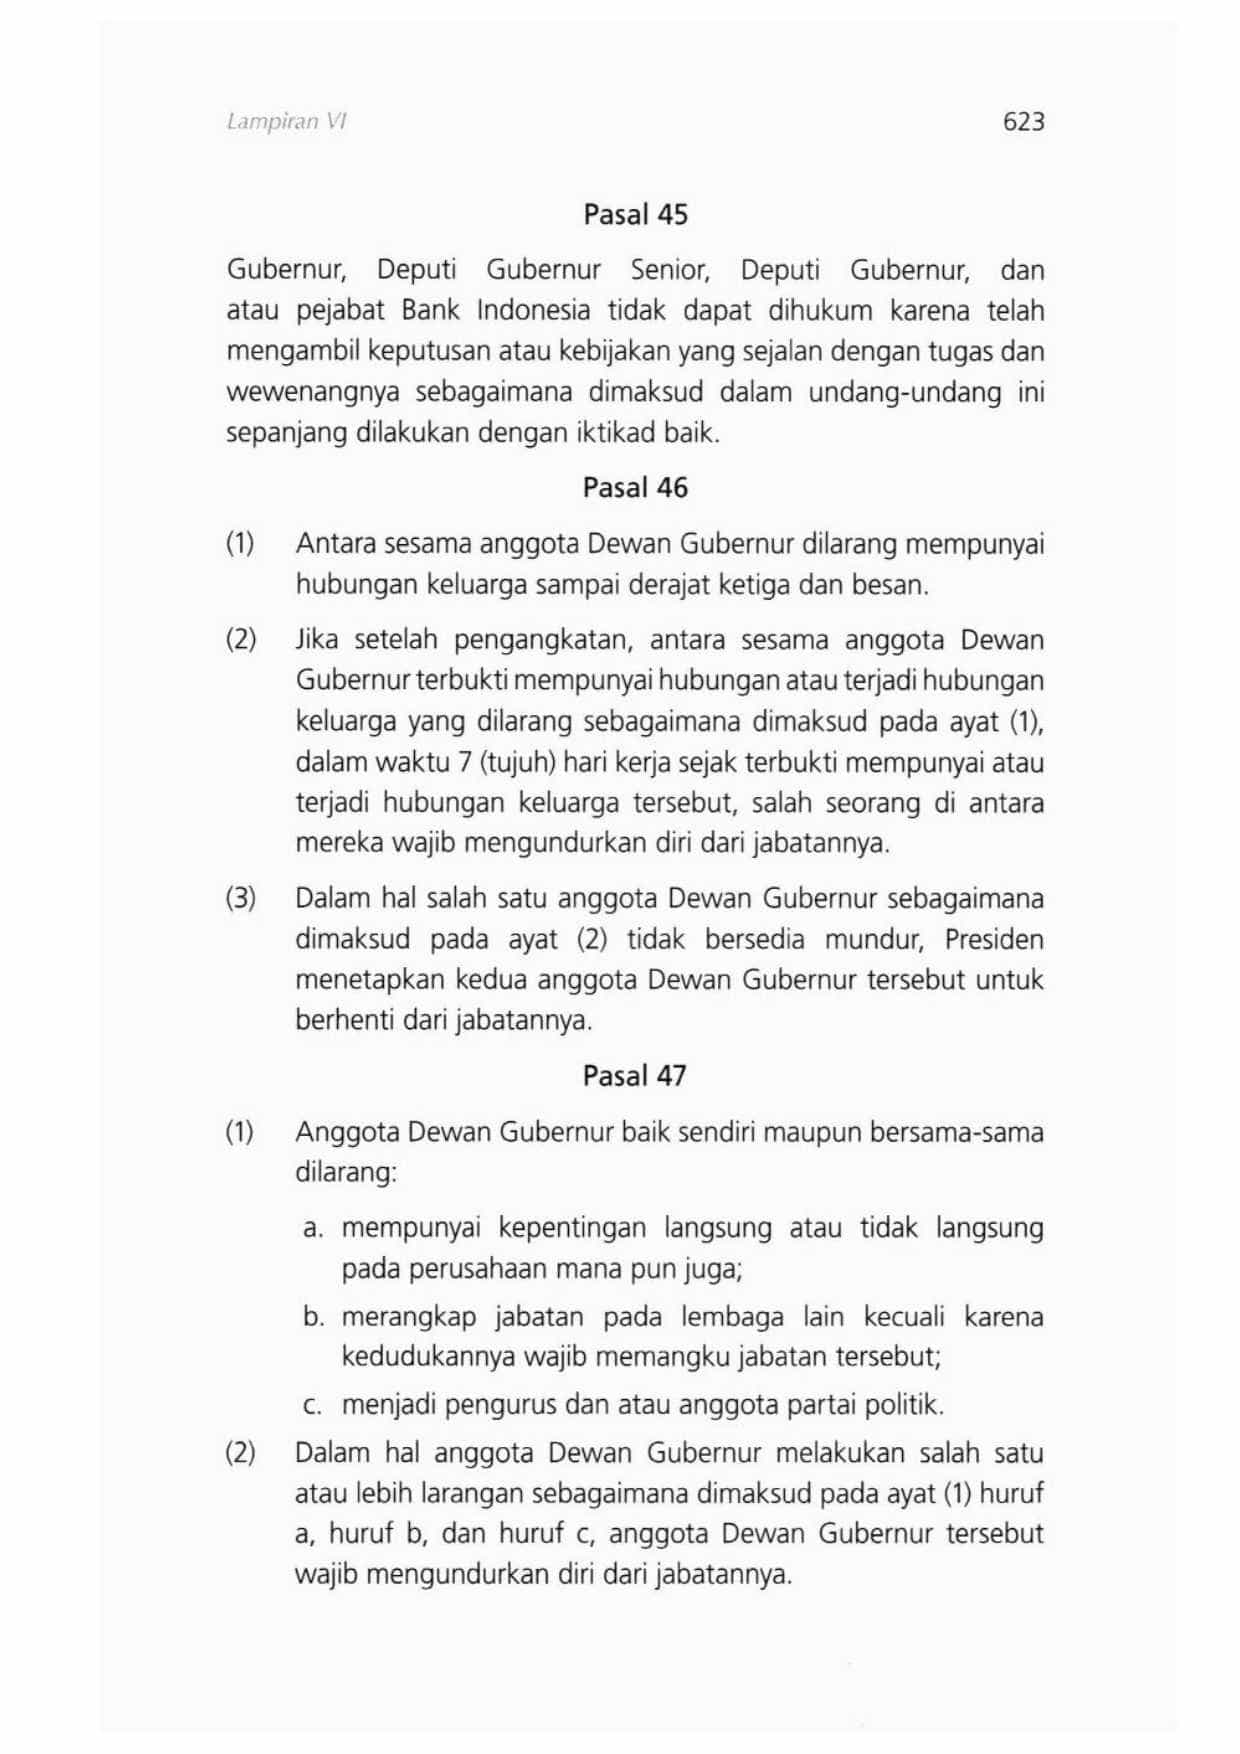 Lampiran VI
623
Pasal 45
Gubernur, Deputi Gubernur Senior, Deputi Gubernur, dan
atau pejabat Bank Indonesia tidak dapat dihukum karena telah
mengambil keputusan atau kebijakan yang sejalan dengan tugas dan
wewenangnya sebagaimana dimaksud dalam undang-undang ini
sepanjang dilakukan dengan iktikad baik.
Pasal 46
(1) Antara sesama anggota Dewan Gubernur dilarang mempunyai
hubungan keluarga sampai derajat ketiga dan besan.
(2) Jika setelah pengangkatan, antara sesama anggota Dewan
Gubernur terbukti mempunyai hubungan atau terjadi hubungan
keluarga yang dilarang sebagaimana dimaksud pada ayat (1),
dalam waktu 7 (tujuh) hari kerja sejak terbukti mempunyai atau
terjadi hubungan keluarga tersebut, salah seorang di antara
mereka wajib mengundurkan diri dari jabatannya.
(3) Dalam hal salah satu anggota Dewan Gubernur sebagaimana
dimaksud pada ayat (2) tidak bersedia mundur, Presiden
menetapkan kedua anggota Dewan Gubernur tersebut untuk
berhenti dari jabatannya.
Pasal 47
(1) Anggota Dewan Gubernur baik sendiri maupun bersama-sama
dilarang:
a. mempunyai kepentingan langsung atau tidak langsung
pada perusahaan mana pun juga;
b. merangkap jabatan pada lembaga lain kecuali karena
kedudukannya wajib memangku jabatan tersebut;
c. menjadi pengurus dan atau anggota partai politik.
(2) Dalam hal anggota Dewan Gubernur melakukan salah satu
atau lebih larangan sebagaimana dimaksud pada ayat (1) huruf
a, huruf b, dan huruf c, anggota Dewan Gubernur tersebut
wajib mengundurkan diri dari jabatannya.